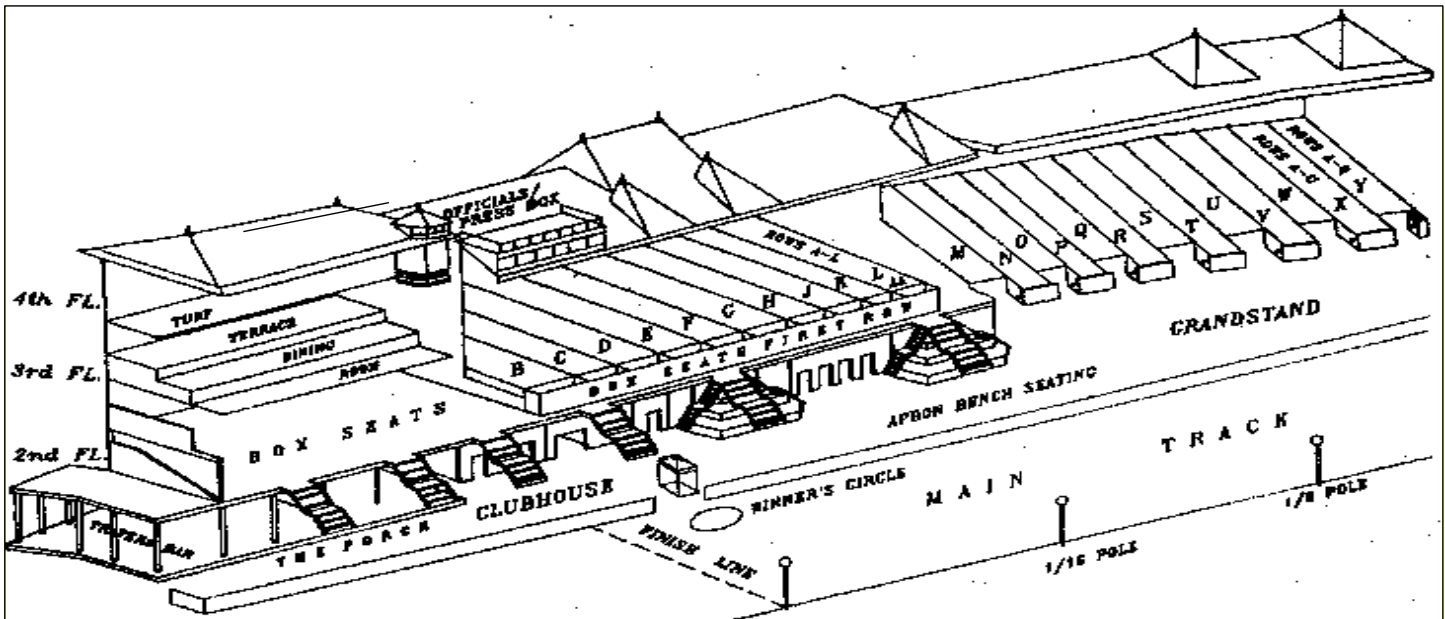 OFFICIALS/
PRESS BOX
4th FL.
TURF
TERRACE
DINING
ROOM
3rd FL.
2nd FL.
BOX SEATS
ROWS A-L
B C D E F G H J K L
BOX SEATS FIRST ROW
ROWS A-G
M N O P Q R S T U V W X Y
GRANDSTAND
APRON BENCH SEATING
THE PORCH
CLUBHOUSE
WINNER'S CIRCLE
FINISH LINE
MAIN TRACK
1/16 POLE
1/8 POLE